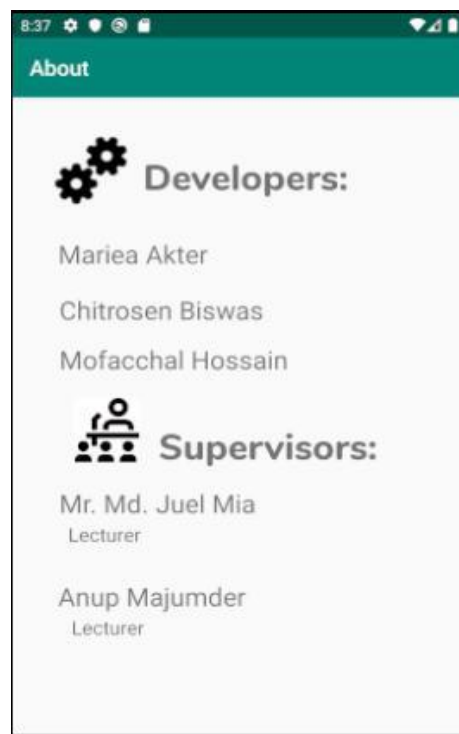 8:37
About
Developers:
Mariea Akter
Chitrosen Biswas
Mofacchal Hossain
Supervisors:
Mr. Md. Juel Mia
Lecturer
Anup Majumder
Lecturer